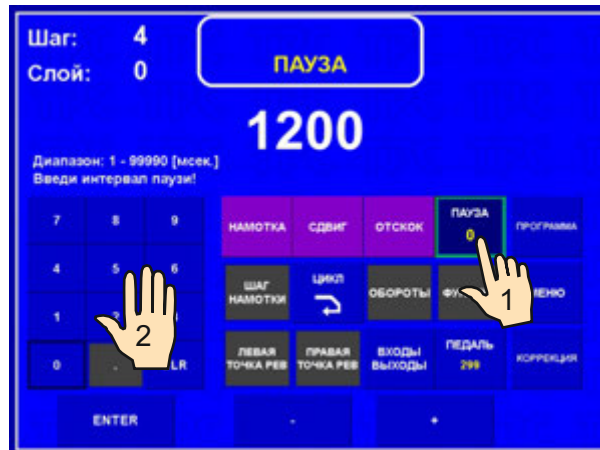 Шаг: 4
Слой: 0
ПАУЗА
1200
Диапазон: 1 - 99990 [мсек.]
Введи интервал паузи!
7 8 9 НАМОТКА СДВИГ ОТСКОК ПАУЗА ПРОГРАММА
0
4 5 6 ШАГ ЦИКЛ ОБОРОТЫ
НАМОТКИ
1 1
2
ЛЕВАЯ ПРАВАЯ ВХОДЫ ПЕДАЛЬ
0 . ТОЧКА РЕВ ТОЧКА РЕВ ВЫХОДЫ 299 КОРРЕКЦИЯ
ENTER - +